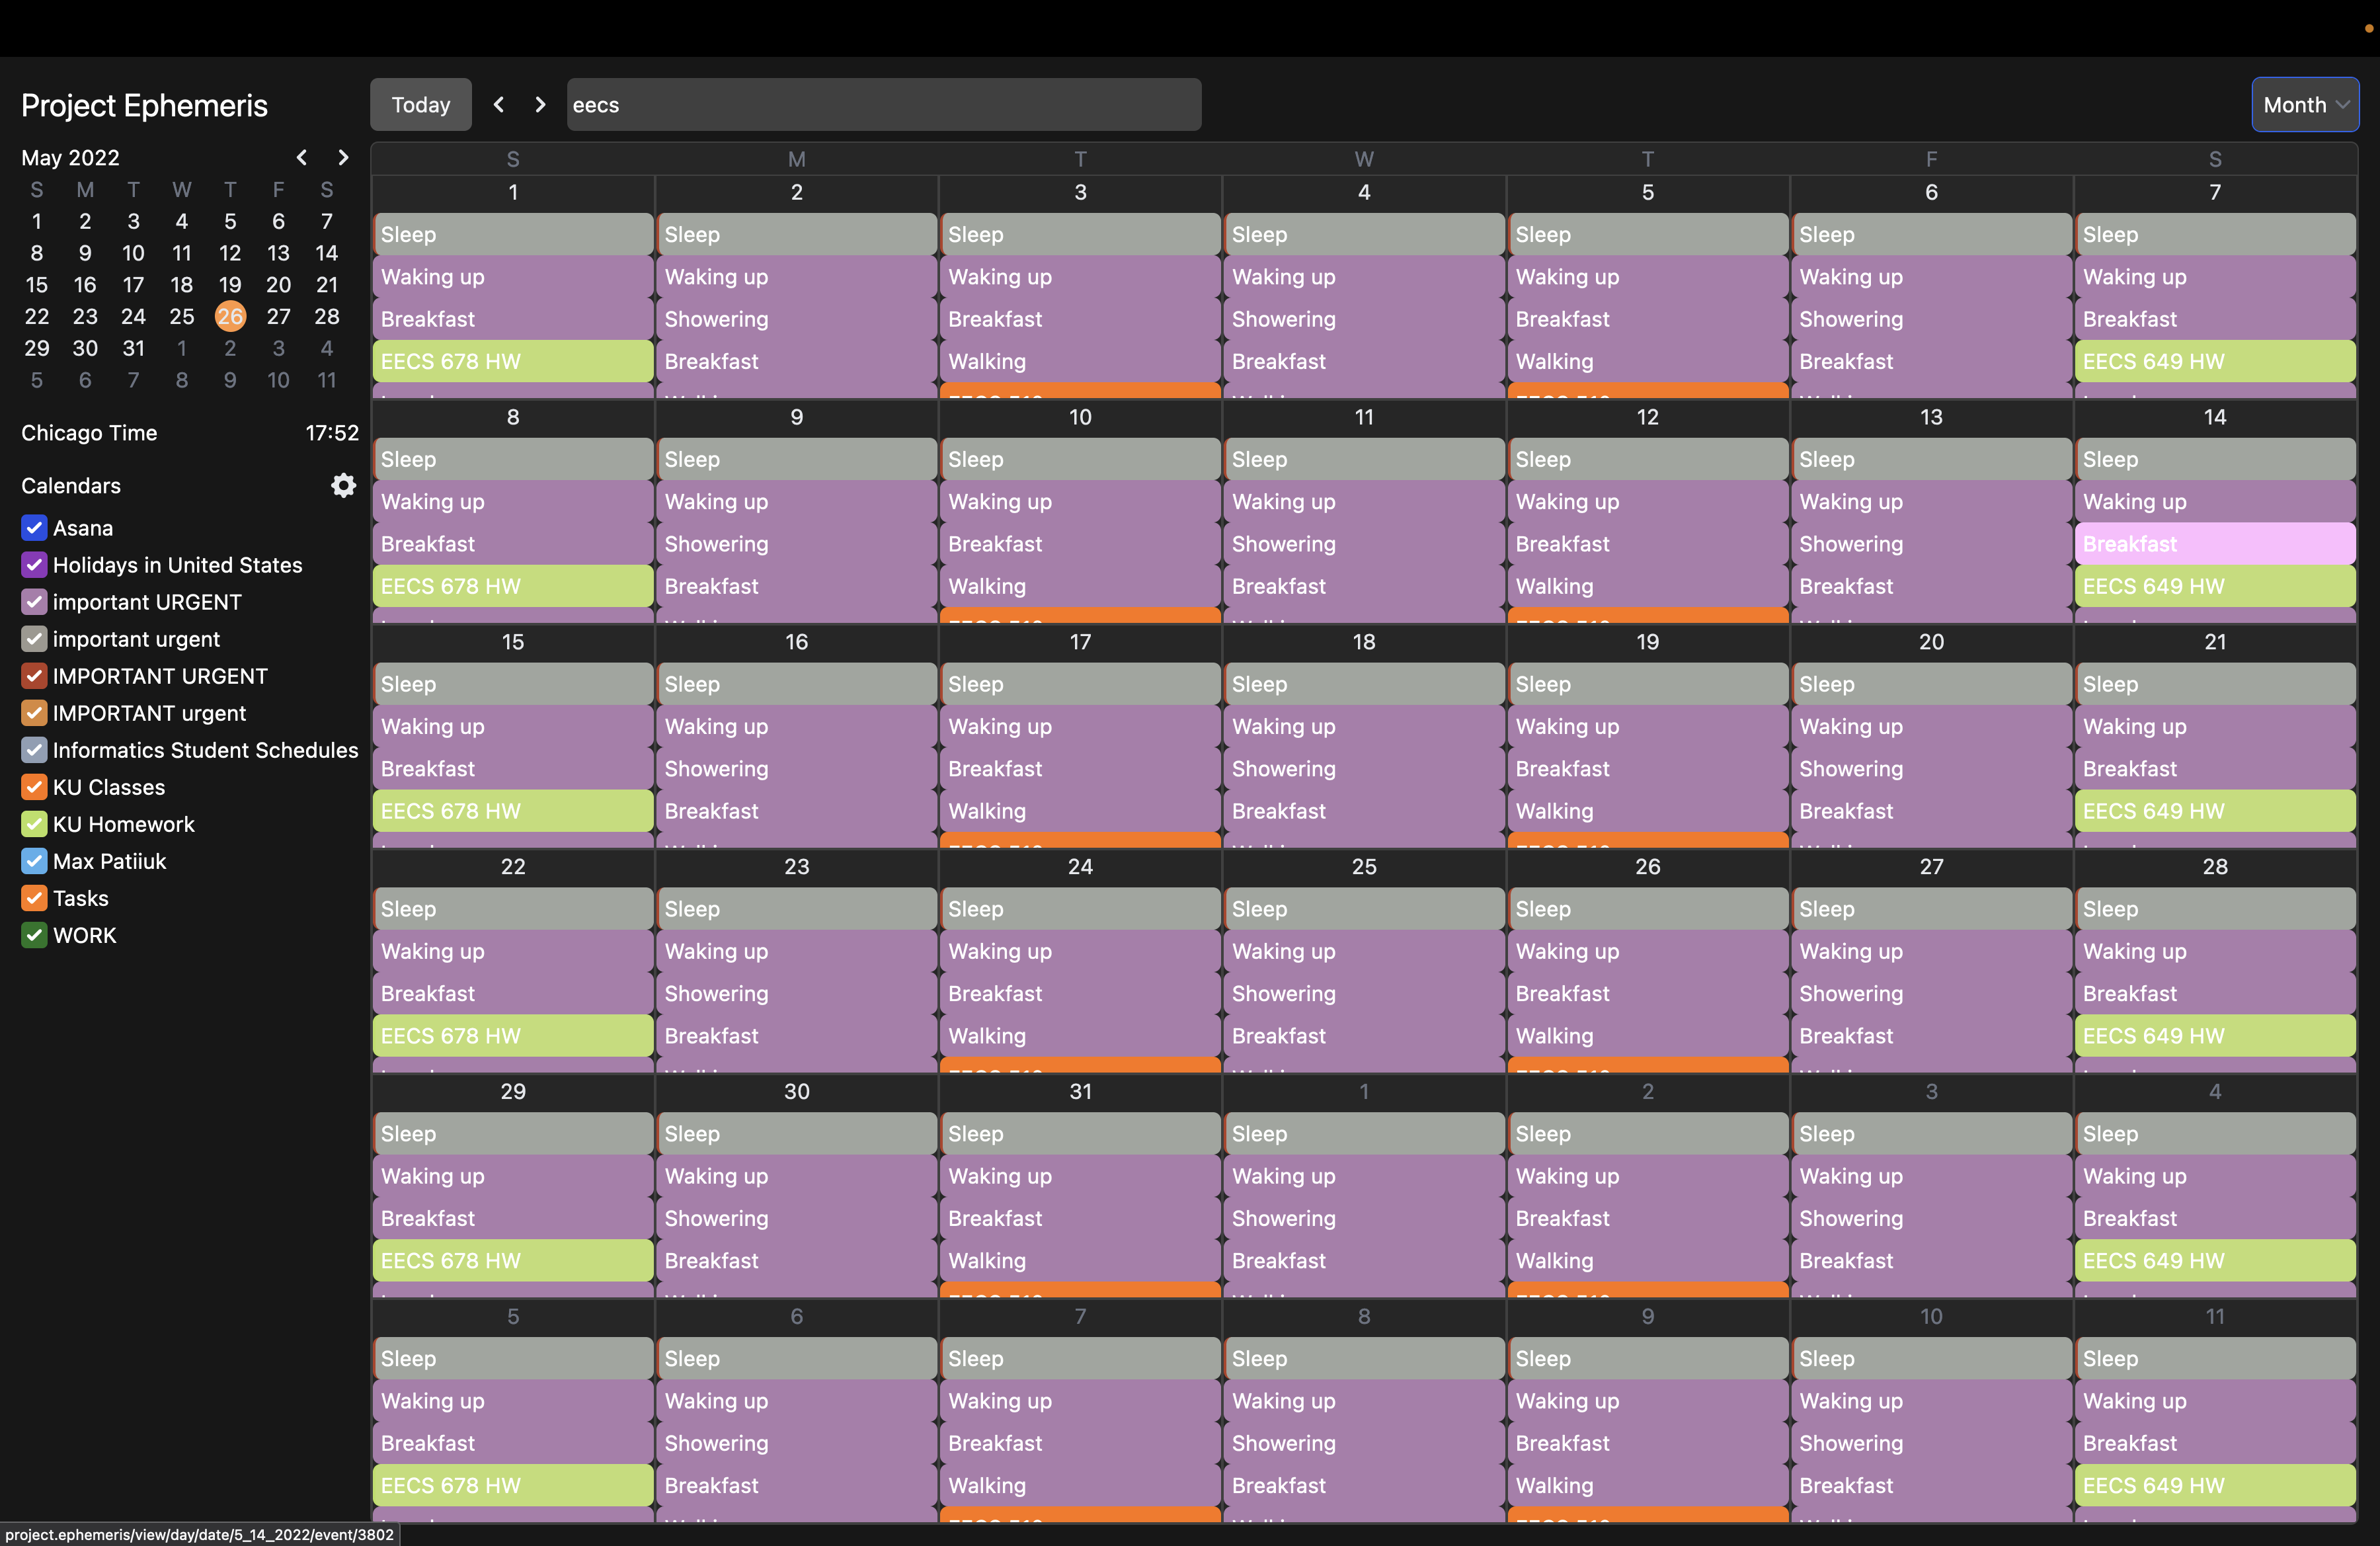 Project Ephemeris
Today
eecs
Month
May 2022
S M T W T F S
1 2 3 4 5 6 7
8 9 10 11 12 13 14
15 16 17 18 19 20 21
22 23 24 25 26 27 28
29 30 31 1 2 3 4
5 6 7 8 9 10 11
Chicago Time 17:52
Calendars
Asana
Holidays in United States
important URGENT
important urgent
IMPORTANT URGENT
IMPORTANT urgent
Informatics Student Schedules
KU Classes
KU Homework
Max Patiiuk
Tasks
WORK
S M T W T F S
1 2 3 4 5 6 7
Sleep Sleep Sleep Sleep Sleep Sleep Sleep
Waking up Waking up Waking up Waking up Waking up Waking up Waking up
Breakfast Showering Breakfast Showering Breakfast Showering Breakfast
EECS 678 HW Breakfast Walking Breakfast Walking Breakfast EECS 649 HW
8 9 10 11 12 13 14
Sleep Sleep Sleep Sleep Sleep Sleep Sleep
Waking up Waking up Waking up Waking up Waking up Waking up Waking up
Breakfast Showering Breakfast Showering Breakfast Showering Breakfast
EECS 678 HW Breakfast Walking Breakfast Walking Breakfast EECS 649 HW
15 16 17 18 19 20 21
Sleep Sleep Sleep Sleep Sleep Sleep Sleep
Waking up Waking up Waking up Waking up Waking up Waking up Waking up
Breakfast Showering Breakfast Showering Breakfast Showering Breakfast
EECS 678 HW Breakfast Walking Breakfast Walking Breakfast EECS 649 HW
22 23 24 25 26 27 28
Sleep Sleep Sleep Sleep Sleep Sleep Sleep
Waking up Waking up Waking up Waking up Waking up Waking up Waking up
Breakfast Showering Breakfast Showering Breakfast Showering Breakfast
EECS 678 HW Breakfast Walking Breakfast Walking Breakfast EECS 649 HW
29 30 31 1 2 3 4
Sleep Sleep Sleep Sleep Sleep Sleep Sleep
Waking up Waking up Waking up Waking up Waking up Waking up Waking up
Breakfast Showering Breakfast Showering Breakfast Showering Breakfast
EECS 678 HW Breakfast Walking Breakfast Walking Breakfast EECS 649 HW
5 6 7 8 9 10 11
Sleep Sleep Sleep Sleep Sleep Sleep Sleep
Waking up Waking up Waking up Waking up Waking up Waking up Waking up
Breakfast Showering Breakfast Showering Breakfast Showering Breakfast
EECS 678 HW Breakfast Walking Breakfast Walking Breakfast EECS 649 HW
project.ephemeris/view/day/date/5_14_2022/event/3802